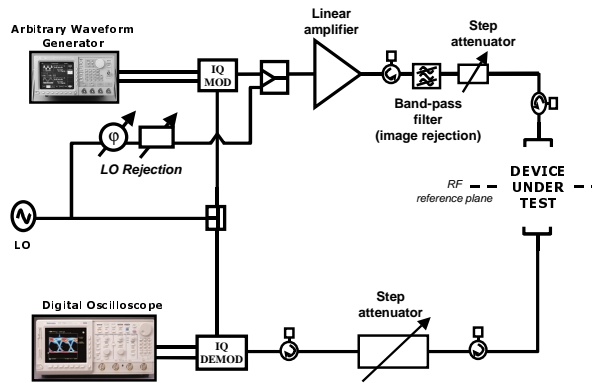 Linear
amplifier
Arbitrary Waveform
Generator
Step
attenuator
IQ
MOD
Band-pass
filter
(image rejection)
φ
LO Rejection
RF
reference plane
DEVICE
UNDER
TEST
LO
Digital Oscilloscope
Step
attenuator
IQ
DEMOD